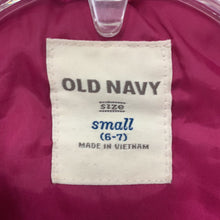 OLD NAVY
size
small
(6-7)
MADE IN VIETNAM